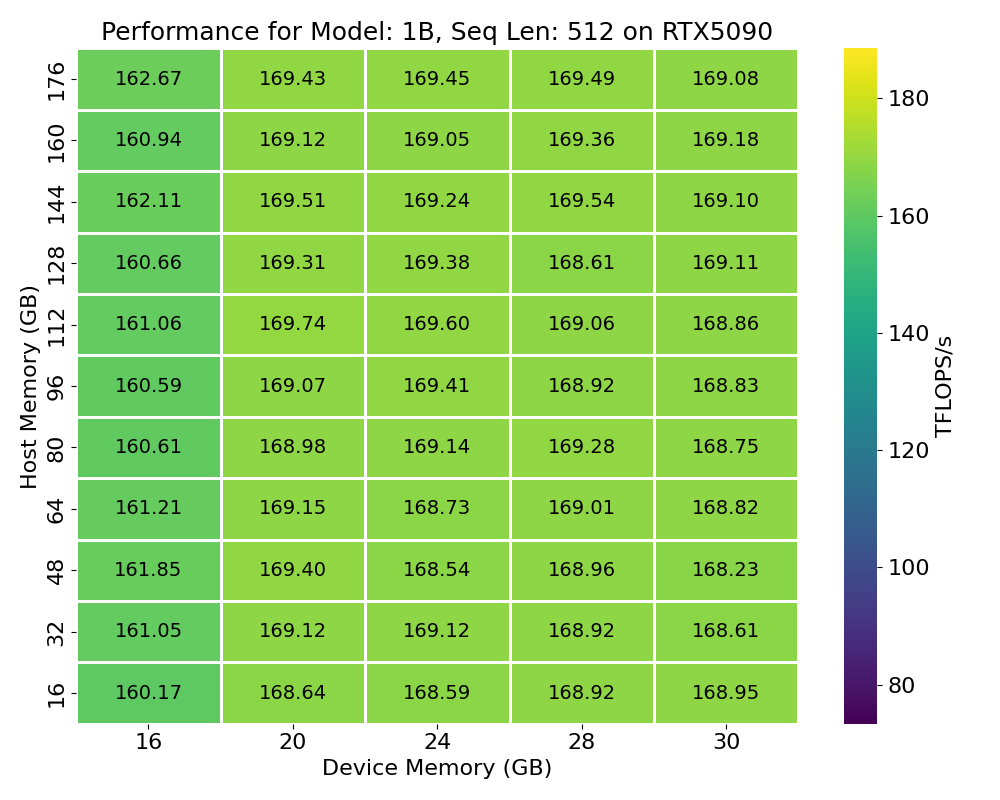 Performance for Model: 1B, Seq Len: 512 on RTX5090
176 162.67 169.43 169.45 169.49 169.08
160 160.94 169.12 169.05 169.36 169.18
144 162.11 169.51 169.24 169.54 169.10
128 160.66 169.31 169.38 168.61 169.11
112 161.06 169.74 169.60 169.06 168.86
96 160.59 169.07 169.41 168.92 168.83
80 160.61 168.98 169.14 169.28 168.75
64 161.21 169.15 168.73 169.01 168.82
48 161.85 169.40 168.54 168.96 168.23
32 161.05 169.12 169.12 168.92 168.61
16 160.17 168.64 168.59 168.92 168.95
16 20 24 28 30
Device Memory (GB)
Host Memory (GB)
180
160
140
120
100
80
TFLOPS/s